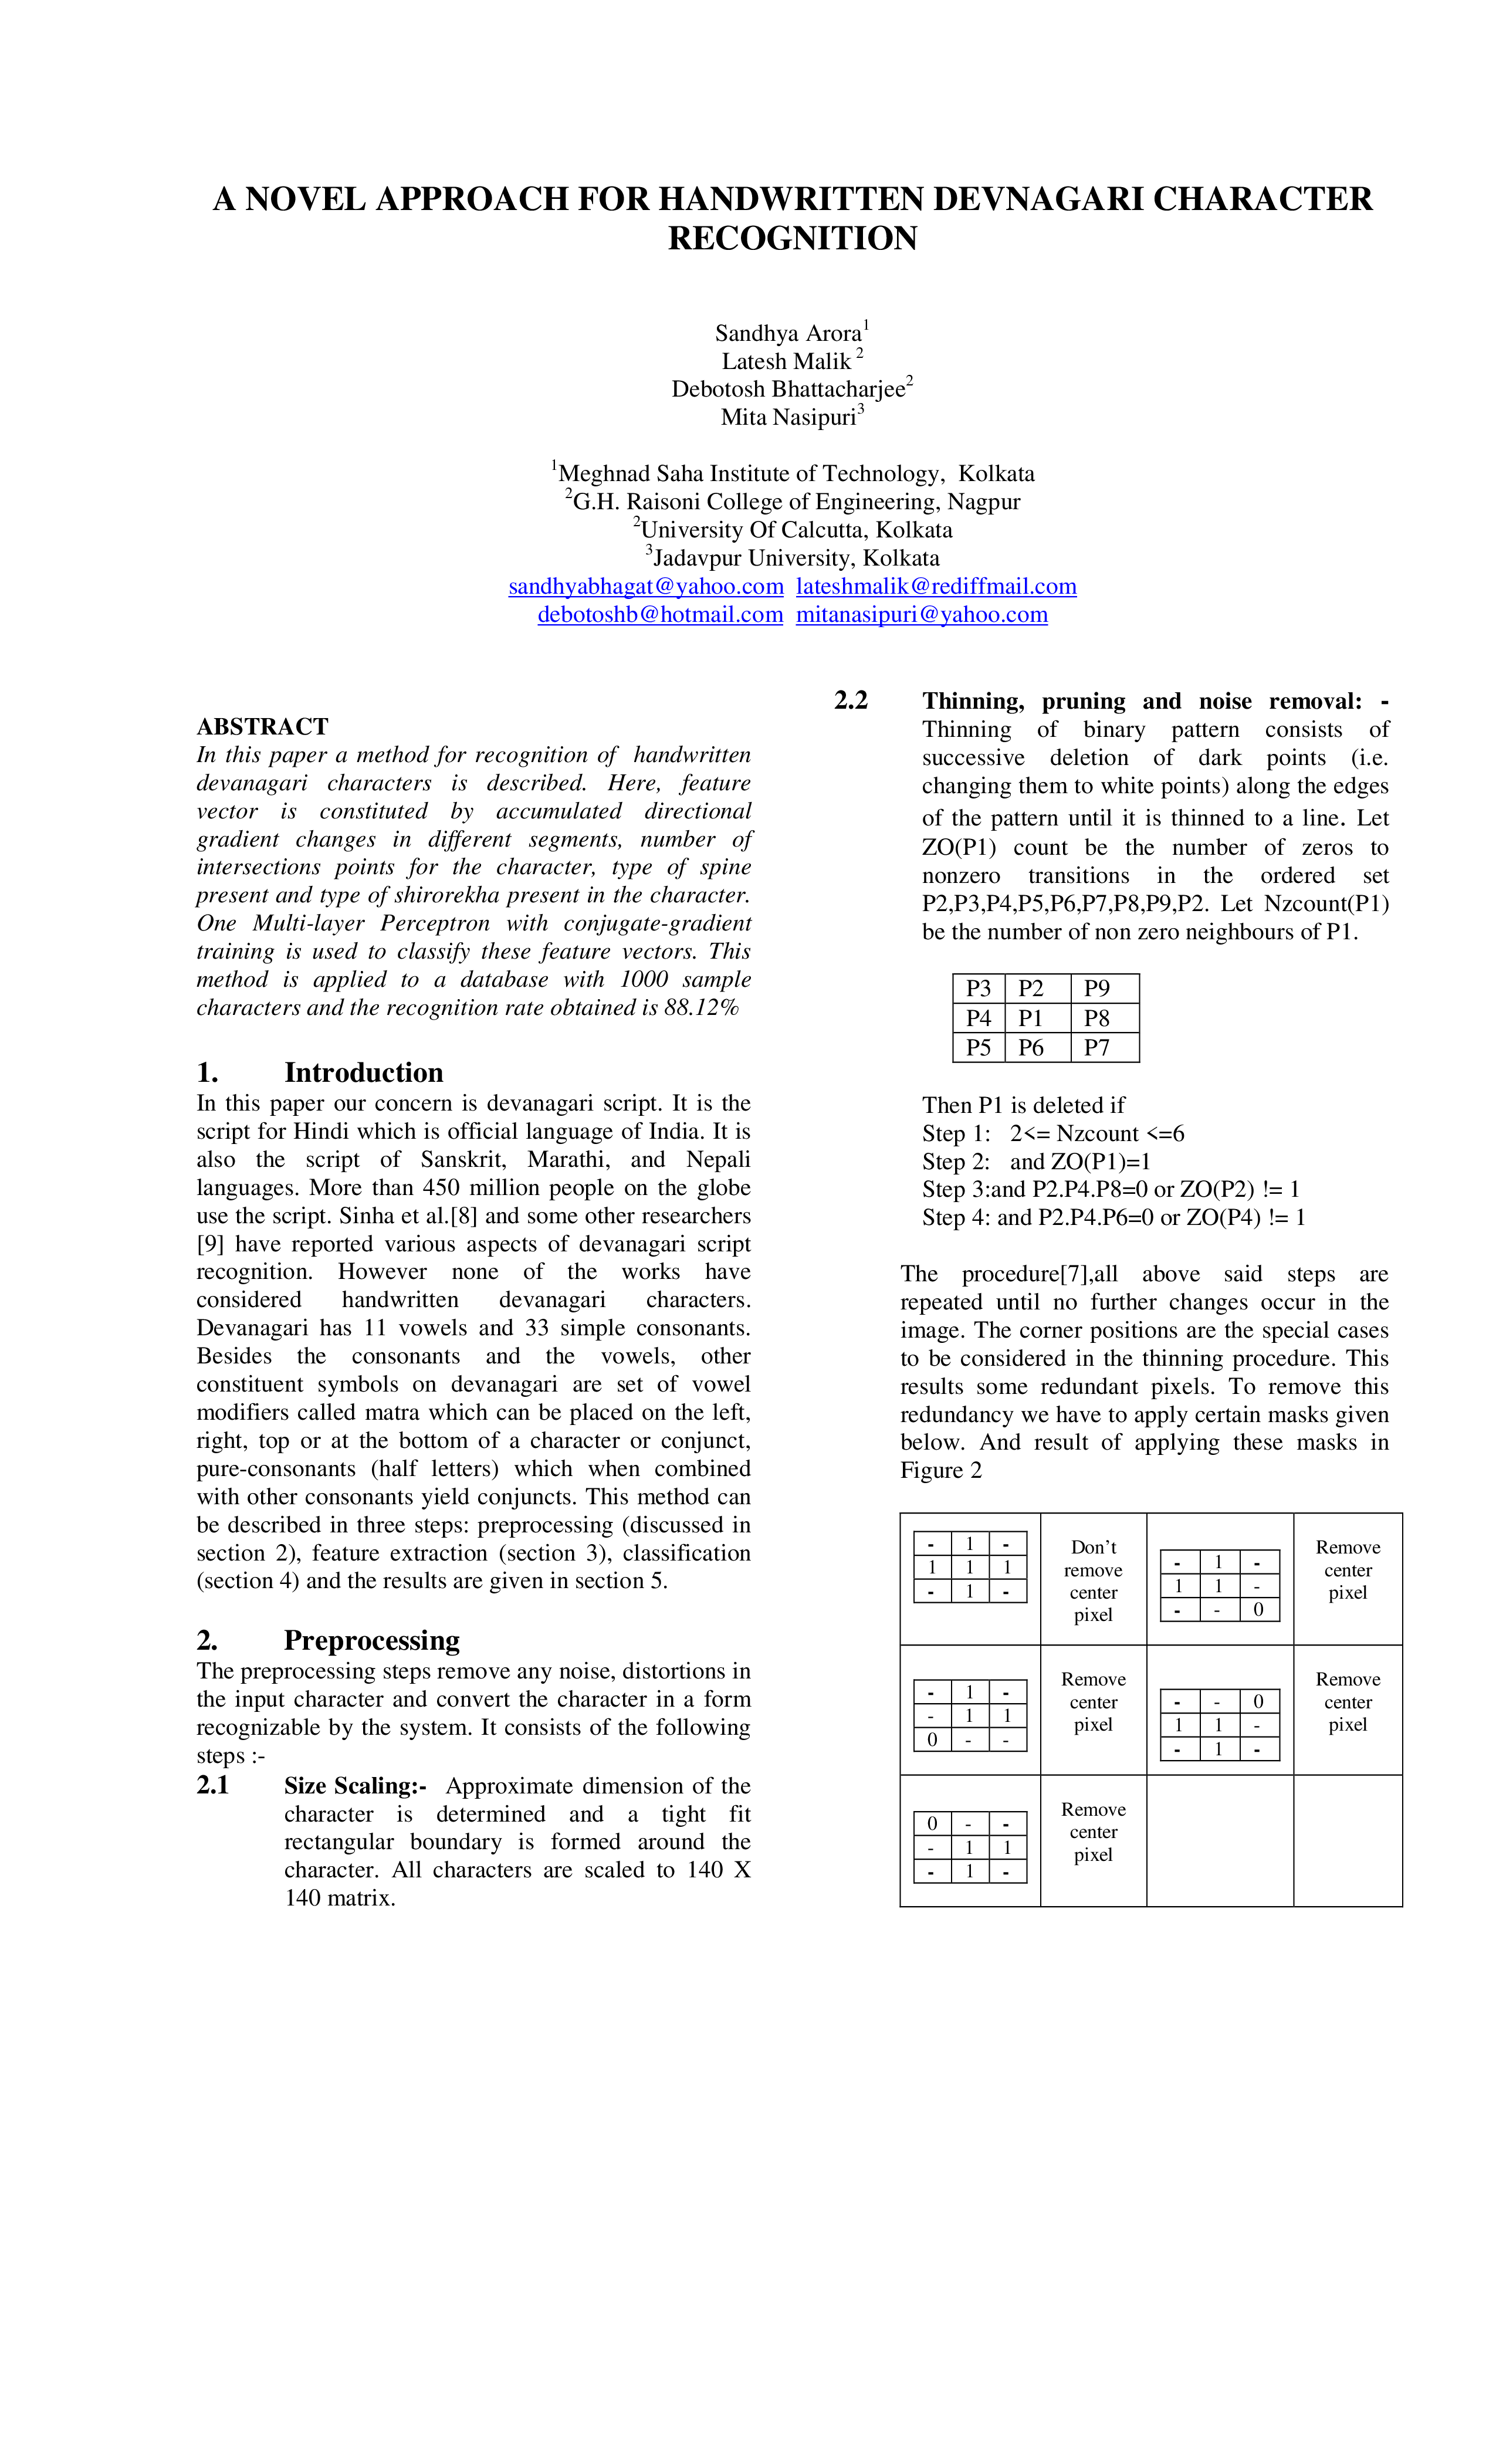 A NOVEL APPROACH FOR HANDWRITTEN DEVNAGARI CHARACTER
RECOGNITION
Sandhya Arora1
Latesh Malik 2
Debotosh Bhattacharjee2
Mita Nasipuri3
1Meghnad Saha Institute of Technology, Kolkata
2G.H. Raisoni College of Engineering, Nagpur
2University Of Calcutta, Kolkata
3Jadavpur University, Kolkata
sandhyabhagat@yahoo.com lateshmalik@rediffmail.com
debotoshb@hotmail.com mitanasipuri@yahoo.com
ABSTRACT
In this paper a method for recognition of handwritten
devanagari characters is described. Here, feature
vector is constituted by accumulated directional
gradient changes in different segments, number of
intersections points for the character, type of spine
present and type of shirorekha present in the character.
One Multi-layer Perceptron with conjugate-gradient
training is used to classify these feature vectors. This
method is applied to a database with 1000 sample
characters and the recognition rate obtained is 88.12%
1. Introduction
In this paper our concern is devanagari script. It is the
script for Hindi which is official language of India. It is
also the script of Sanskrit, Marathi, and Nepali
languages. More than 450 million people on the globe
use the script. Sinha et al.[8] and some other researchers
[9] have reported various aspects of devanagari script
recognition. However none of the works have
considered handwritten devanagari characters.
Devanagari has 11 vowels and 33 simple consonants.
Besides the consonants and the vowels, other
constituent symbols on devanagari are set of vowel
modifiers called matra which can be placed on the left,
right, top or at the bottom of a character or conjunct,
pure-consonants (half letters) which when combined
with other consonants yield conjuncts. This method can
be described in three steps: preprocessing (discussed in
section 2), feature extraction (section 3), classification
(section 4) and the results are given in section 5.
2. Preprocessing
The preprocessing steps remove any noise, distortions in
the input character and convert the character in a form
recognizable by the system. It consists of the following
steps :-
2.1 Size Scaling:- Approximate dimension of the
character is determined and a tight fit
rectangular boundary is formed around the
character. All characters are scaled to 140 X
140 matrix.
2.2 Thinning, pruning and noise removal: -
Thinning of binary pattern consists of
successive deletion of dark points (i.e.
changing them to white points) along the edges
of the pattern until it is thinned to a line. Let
ZO(P1) count be the number of zeros to
nonzero transitions in the ordered set
P2,P3,P4,P5,P6,P7,P8,P9,P2. Let Nzcount(P1)
be the number of non zero neighbours of P1.
P3 P2 P9
P4 P1 P8
P5 P6 P7
Then P1 is deleted if
Step 1: 2<= Nzcount <=6
Step 2: and ZO(P1)=1
Step 3:and P2.P4.P8=0 or ZO(P2) != 1
Step 4: and P2.P4.P6=0 or ZO(P4) != 1
The procedure[7],all above said steps are
repeated until no further changes occur in the
image. The corner positions are the special cases
to be considered in the thinning procedure. This
results some redundant pixels. To remove this
redundancy we have to apply certain masks given
below. And result of applying these masks in
Figure 2
- 1 -
1 1 1
- 1 -
Don't
remove
center
pixel
- 1 -
1 1 -
- - 0
Remove
center
pixel
- 1 -
- 1 1
0 - -
Remove
center
pixel
- - 0
1 1 -
- 1 -
Remove
center
pixel
0 - -
- 1 1
- 1 -
Remove
center
pixel